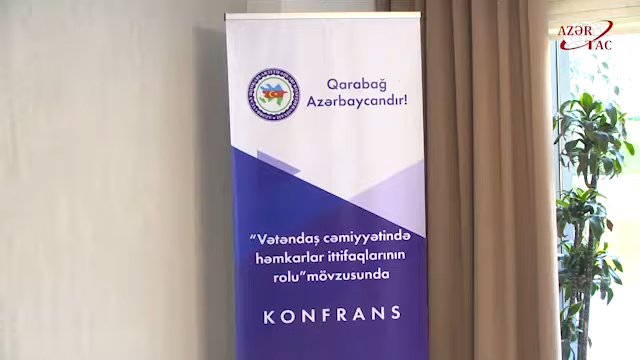 AZƏR
TAC
Qarabağ
Azərbaycandır!
“Vətəndaş cəmiyyətində
həmkarlar ittifaqlarının
rolu”mövzusunda
KONFRANS